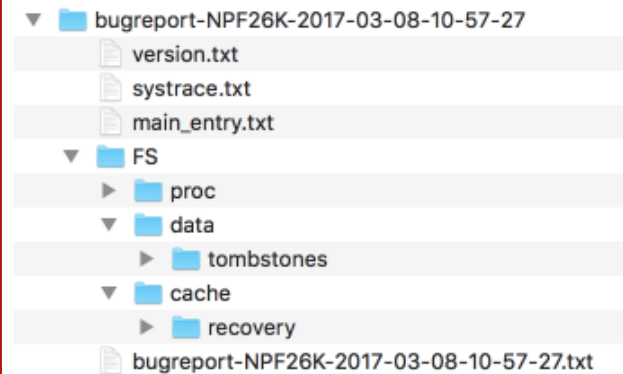 bugreport-NPF26K-2017-03-08-10-57-27
version.txt
systrace.txt
main_entry.txt
FS
proc
data
tombstones
cache
recovery
bugreport-NPF26K-2017-03-08-10-57-27.txt